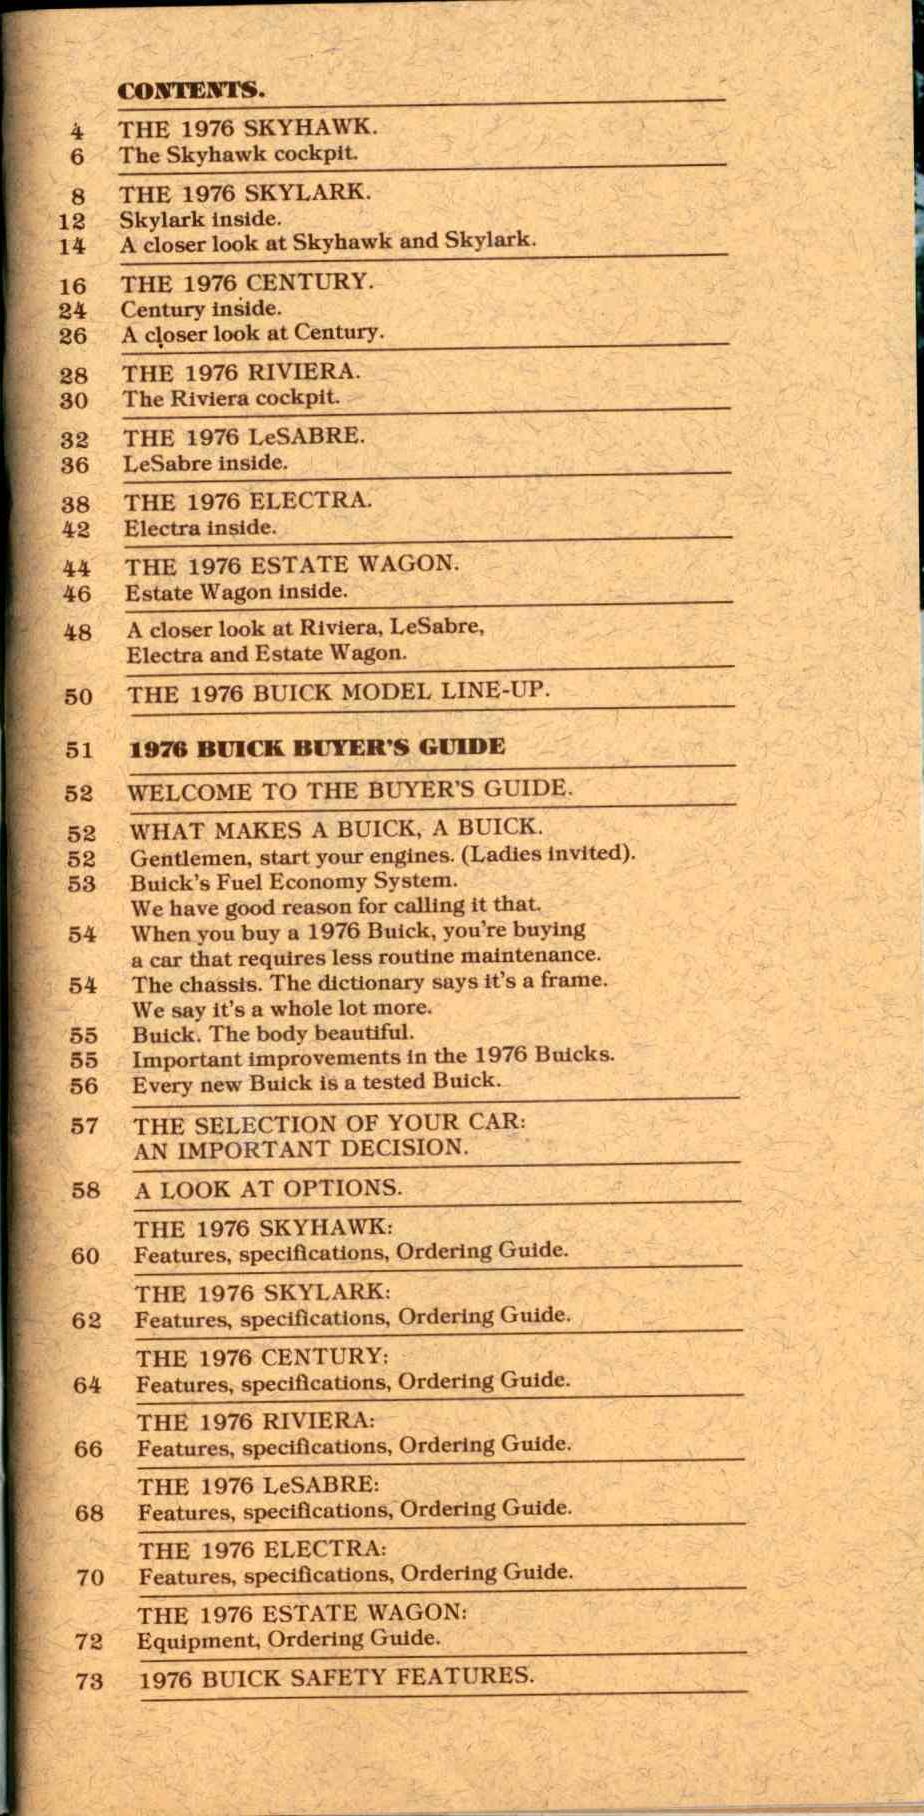 CONTENTS.
4 THE 1976 SKYHAWK.
6 The Skyhawk cockpit.
8 THE 1976 SKYLARK.
12 Skylark inside.
14 A closer look at Skyhawk and Skylark.
16 THE 1976 CENTURY.
24 Century inside.
26 A closer look at Century.
28 THE 1976 RIVIERA.
30 The Riviera cockpit.
32 THE 1976 LeSABRE.
36 LeSabre inside.
38 THE 1976 ELECTRA.
42 Electra inside.
44 THE 1976 ESTATE WAGON.
46 Estate Wagon inside.
48 A closer look at Riviera, LeSabre,
Electra and Estate Wagon.
50 THE 1976 BUICK MODEL LINE-UP.
51 1976 BUICK BUYER'S GUIDE
52 WELCOME TO THE BUYER'S GUIDE.
52 WHAT MAKES A BUICK, A BUICK.
52 Gentlemen, start your engines. (Ladies invited).
53 Buick's Fuel Economy System.
We have good reason for calling it that.
54 When you buy a 1976 Buick, you're buying
a car that requires less routine maintenance.
54 The chassis. The dictionary says it's a frame.
We say it's a whole lot more.
55 Buick. The body beautiful.
55 Important improvements in the 1976 Buicks.
56 Every new Buick is a tested Buick.
57 THE SELECTION OF YOUR CAR:
AN IMPORTANT DECISION.
58 A LOOK AT OPTIONS.
THE 1976 SKYHAWK:
60 Features, specifications, Ordering Guide.
THE 1976 SKYLARK:
62 Features, specifications, Ordering Guide.
THE 1976 CENTURY:
64 Features, specifications, Ordering Guide.
THE 1976 RIVIERA:
66 Features, specifications, Ordering Guide.
THE 1976 LeSABRE:
68 Features, specifications, Ordering Guide.
THE 1976 ELECTRA:
70 Features, specifications, Ordering Guide.
THE 1976 ESTATE WAGON:
72 Equipment, Ordering Guide.
73 1976 BUICK SAFETY FEATURES.